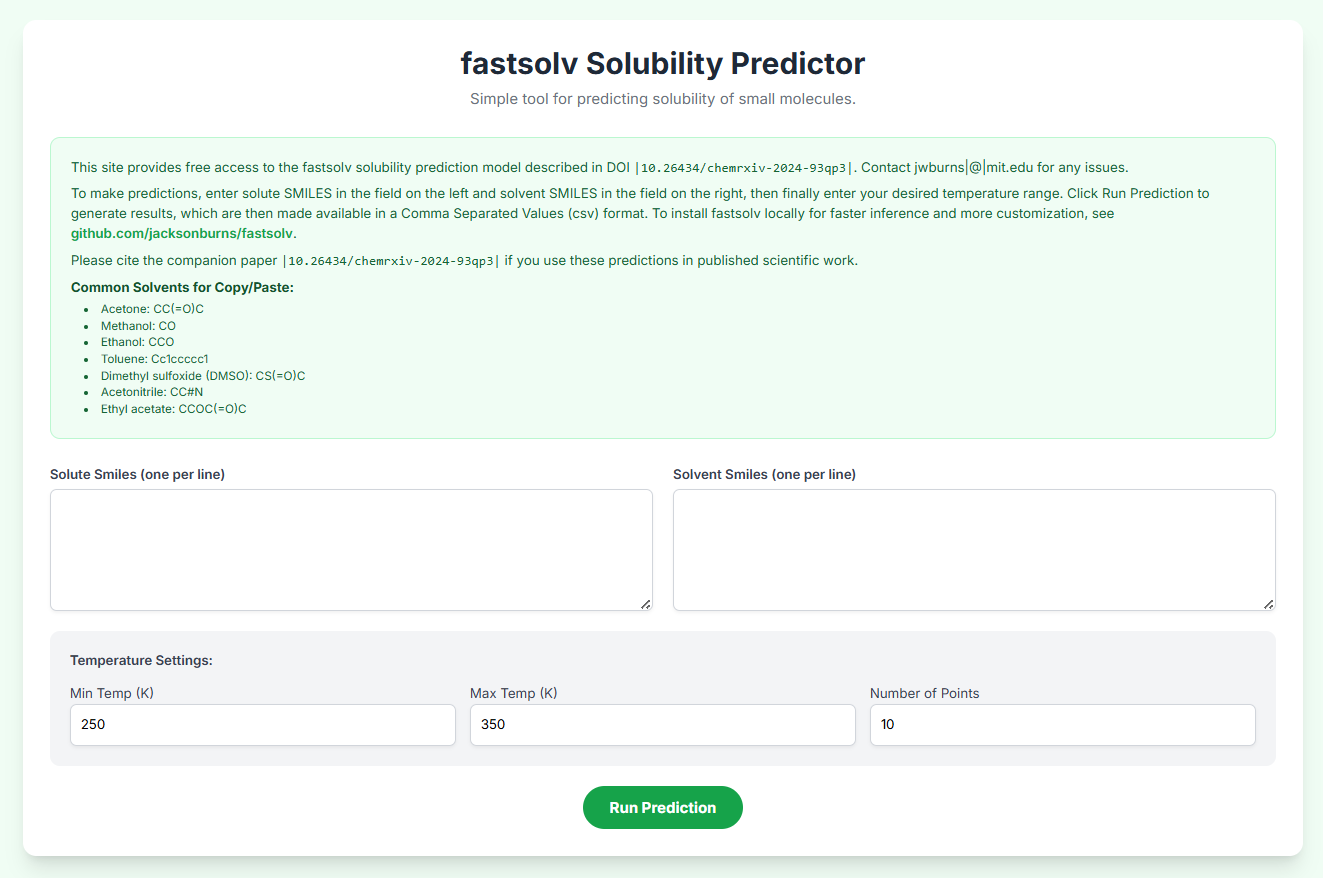 fastsolv Solubility Predictor
Simple tool for predicting solubility of small molecules.
This site provides free access to the fastsolv solubility prediction model described in DOI |10.26434/chemrxiv-2024-93qp3|. Contact jwburns|@|mit.edu for any issues.
To make predictions, enter solute SMILES in the field on the left and solvent SMILES in the field on the right, then finally enter your desired temperature range. Click Run Prediction to
generate results, which are then made available in a Comma Separated Values (csv) format. To install fastsolv locally for faster inference and more customization, see
github.com/jacksonburns/fastsolv.
Please cite the companion paper |10.26434/chemrxiv-2024-93qp3| if you use these predictions in published scientific work.
Common Solvents for Copy/Paste:
• Acetone: CC(=O)C
• Methanol: CO
• Ethanol: CCO
• Toluene: Cc1ccccc1
• Dimethyl sulfoxide (DMSO): CS(=O)C
• Acetonitrile: CC#N
• Ethyl acetate: CCOC(=O)C
Solute Smiles (one per line)
Solvent Smiles (one per line)
Temperature Settings:
Min Temp (K)
250
Max Temp (K)
350
Number of Points
10
Run Prediction